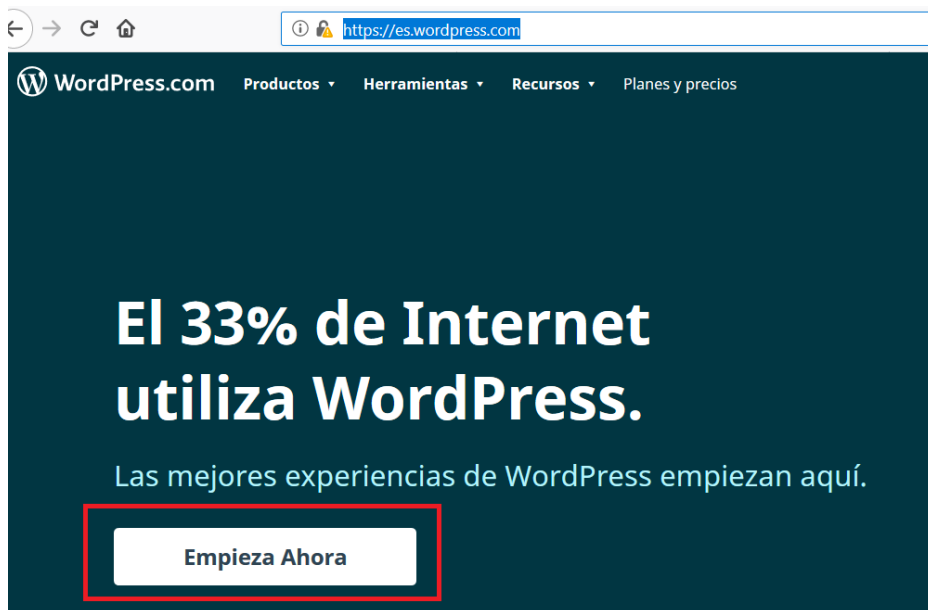 https://es.wordpress.com
WordPress.com Productos Herramientas Recursos Planes y precios
El 33% de Internet
utiliza WordPress.
Las mejores experiencias de WordPress empiezan aquí.
Empieza Ahora